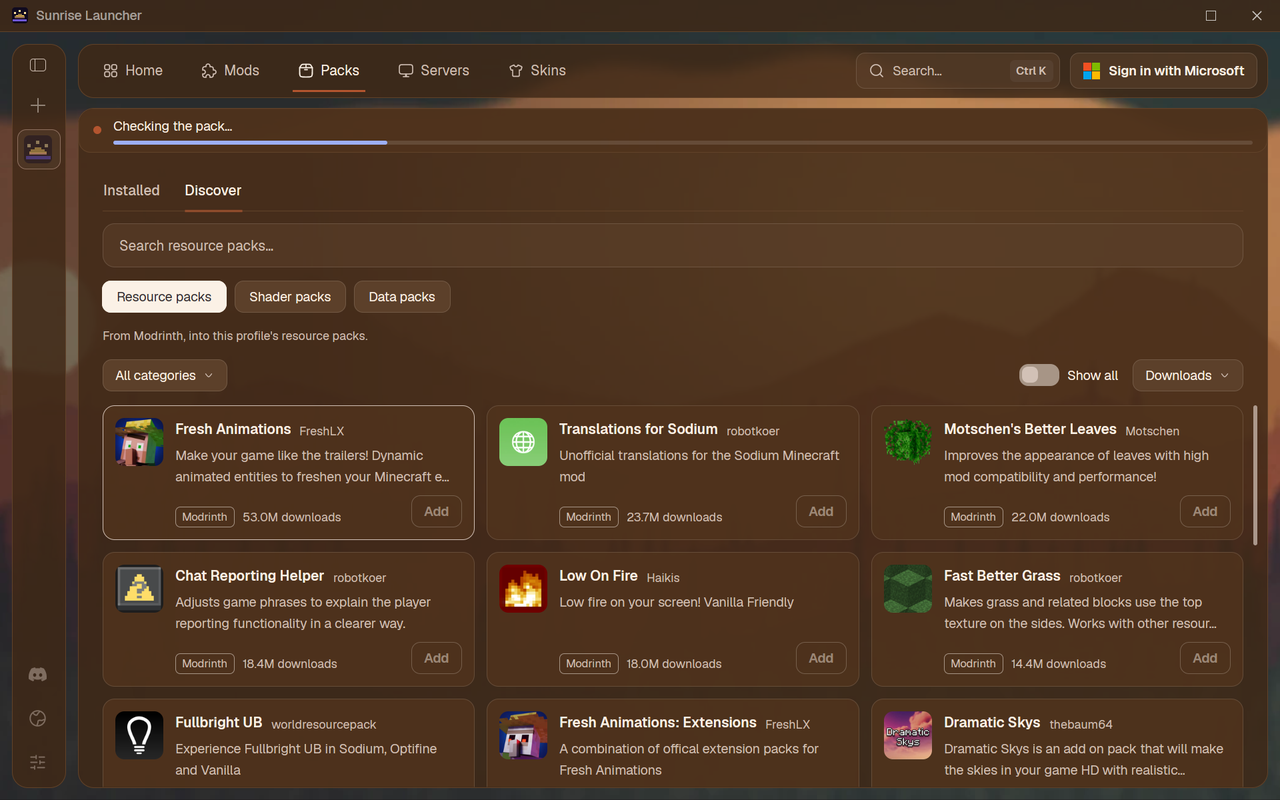 Sunrise Launcher
Home
Mods
Packs
Servers
Skins
Search...
Ctrl K
Sign in with Microsoft
Checking the pack...
Installed
Discover
Search resource packs...
Resource packs
Shader packs
Data packs
From Modrinth, into this profile's resource packs.
All categories
Show all
Downloads
Fresh Animations FreshLX
Make your game like the trailers! Dynamic
animated entities to freshen your Minecraft e...
Modrinth 53.0M downloads
Add
Translations for Sodium robotkoer
Unofficial translations for the Sodium Minecraft
mod
Modrinth 23.7M downloads
Add
Motschen's Better Leaves Motschen
Improves the appearance of leaves with high
mod compatibility and performance!
Modrinth 22.0M downloads
Add
Chat Reporting Helper robotkoer
Adjusts game phrases to explain the player
reporting functionality in a clearer way.
Modrinth 18.4M downloads
Add
Low On Fire Haikis
Low fire on your screen! Vanilla Friendly
Modrinth 18.0M downloads
Add
Fast Better Grass robotkoer
Makes grass and related blocks use the top
texture on the sides. Works with other resour...
Modrinth 14.4M downloads
Add
Fullbright UB worldresourcepack
Experience Fullbright UB in Sodium, Optifine
and Vanilla
Fresh Animations: Extensions FreshLX
A combination of offical extension packs for
Fresh Animations
Dramatic
Skys
Dramatic Skys thebaum64
Dramatic Skys is an add on pack that will make
the skies in your game HD with realistic...